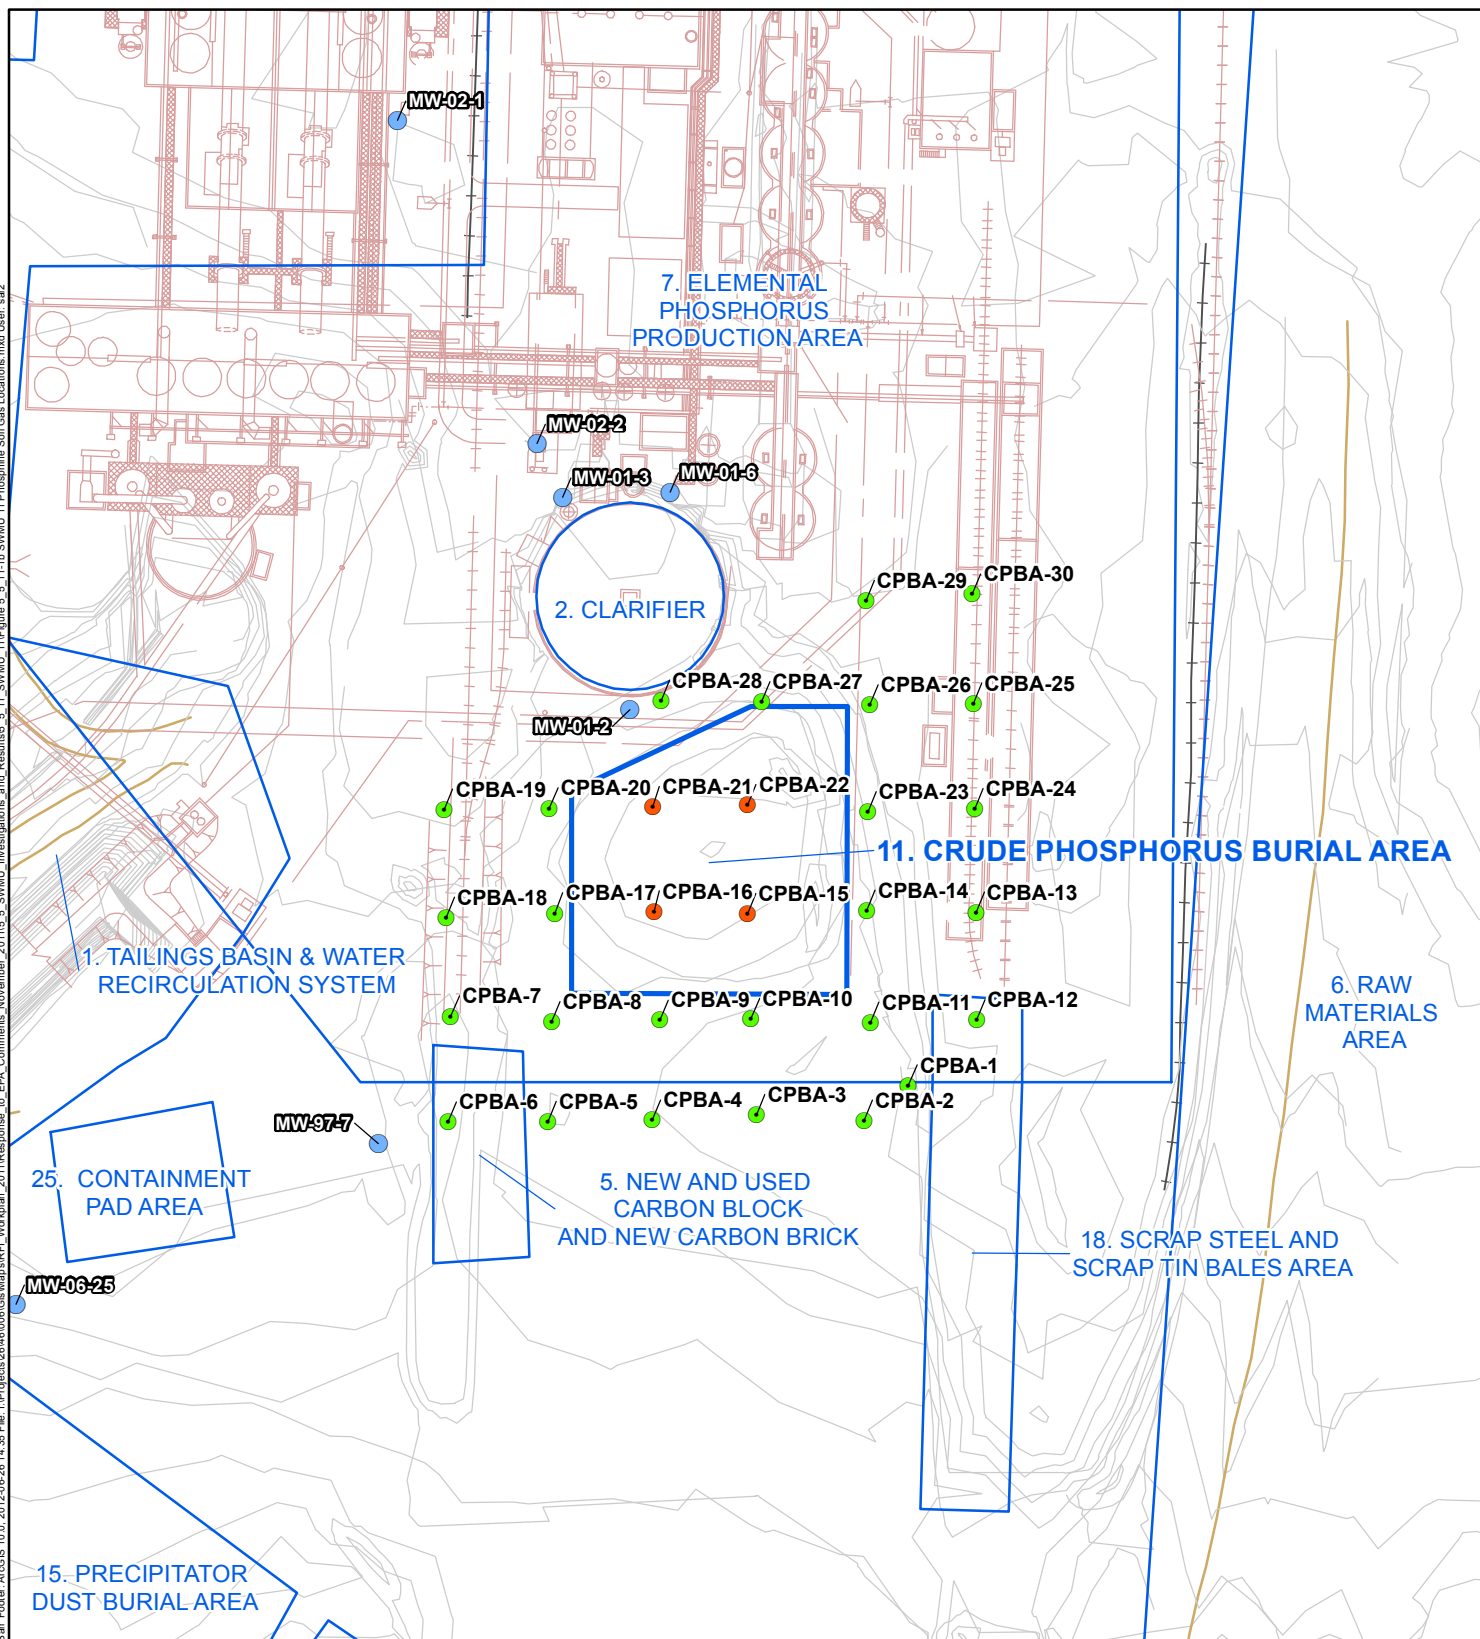 MW-02-1
7. ELEMENTAL
PHOSPHORUS
PRODUCTION AREA
MW-02-2
MW-01-3
MW-01-6
CPBA-29
CPBA-30
2. CLARIFIER
CPBA-28
CPBA-27
CPBA-26
CPBA-25
MW-01-2
CPBA-19
CPBA-20
CPBA-21
CPBA-22
CPBA-23
CPBA-24
11. CRUDE PHOSPHORUS BURIAL AREA
CPBA-18
CPBA-17
CPBA-16
CPBA-15
CPBA-14
CPBA-13
1. TAILINGS BASIN & WATER
RECIRCULATION SYSTEM
6. RAW
MATERIALS
AREA
CPBA-7
CPBA-8
CPBA-9
CPBA-10
CPBA-11
CPBA-12
CPBA-1
CPBA-6
CPBA-5
CPBA-4
CPBA-3
CPBA-2
MW-97-7
25. CONTAINMENT
PAD AREA
5. NEW AND USED
CARBON BLOCK
AND NEW CARBON BRICK
18. SCRAP STEEL AND
SCRAP TIN BALES AREA
MW-06-25
15. PRECIPITATOR
DUST BURIAL AREA